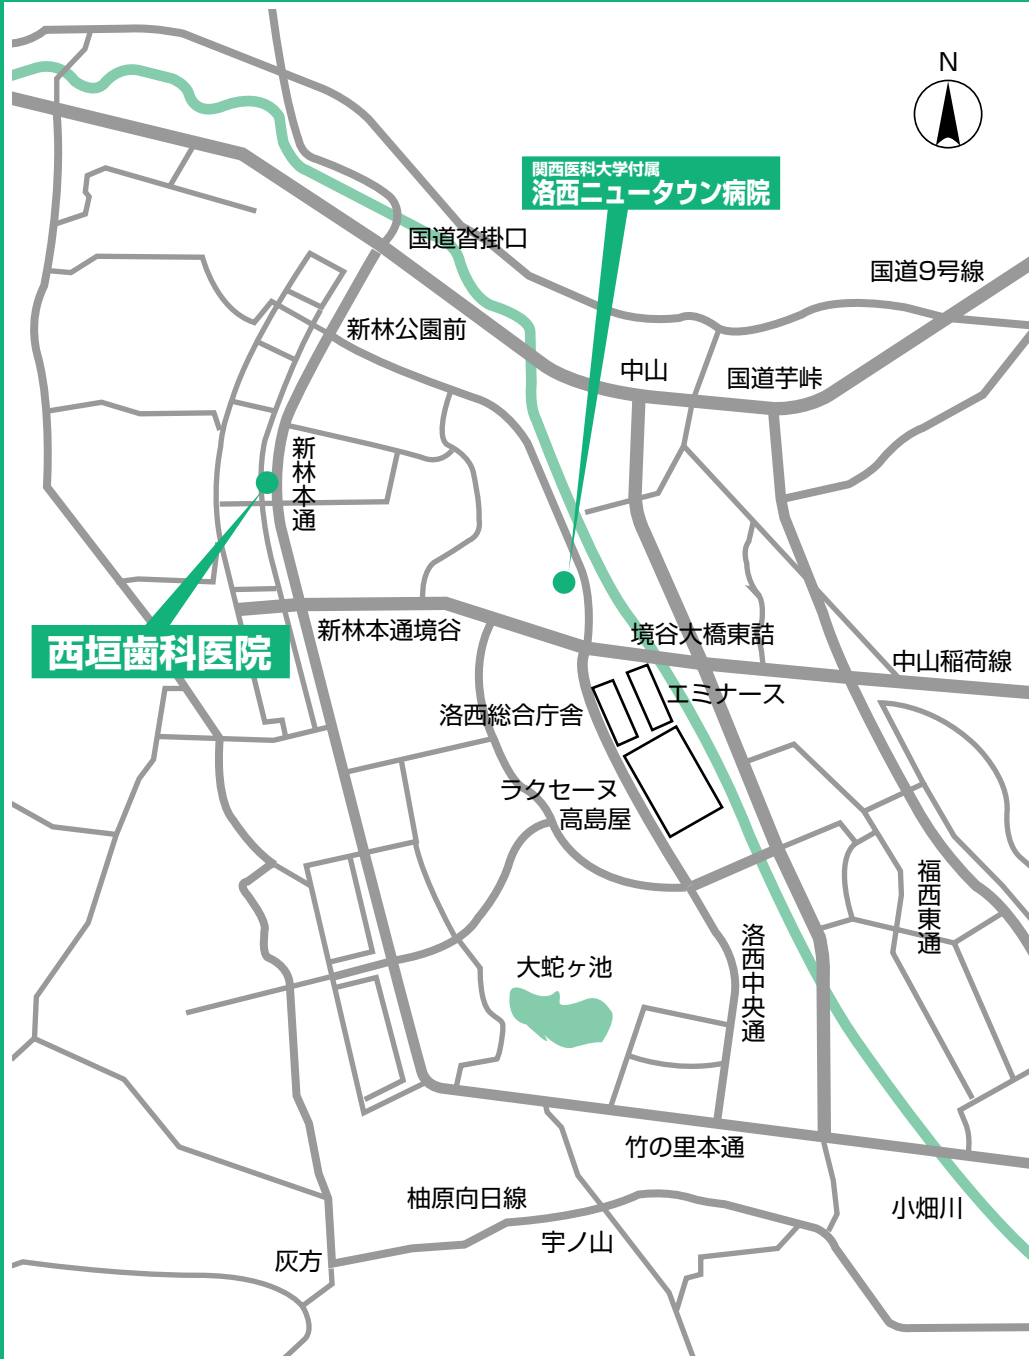 N
関西医科大学付属
洛西ニュータウン病院
国道沓掛口
国道9号線
新林公園前
中山
国道芋峠
新林本通
西垣歯科医院
新林本通境谷
境谷大橋東詰
中山稲荷線
エミナース
洛西総合庁舎
ラクセーヌ
高島屋
福西東通
洛西中央通
大蛇ヶ池
竹の里本通
柚原向日線
小畑川
宇ノ山
灰方